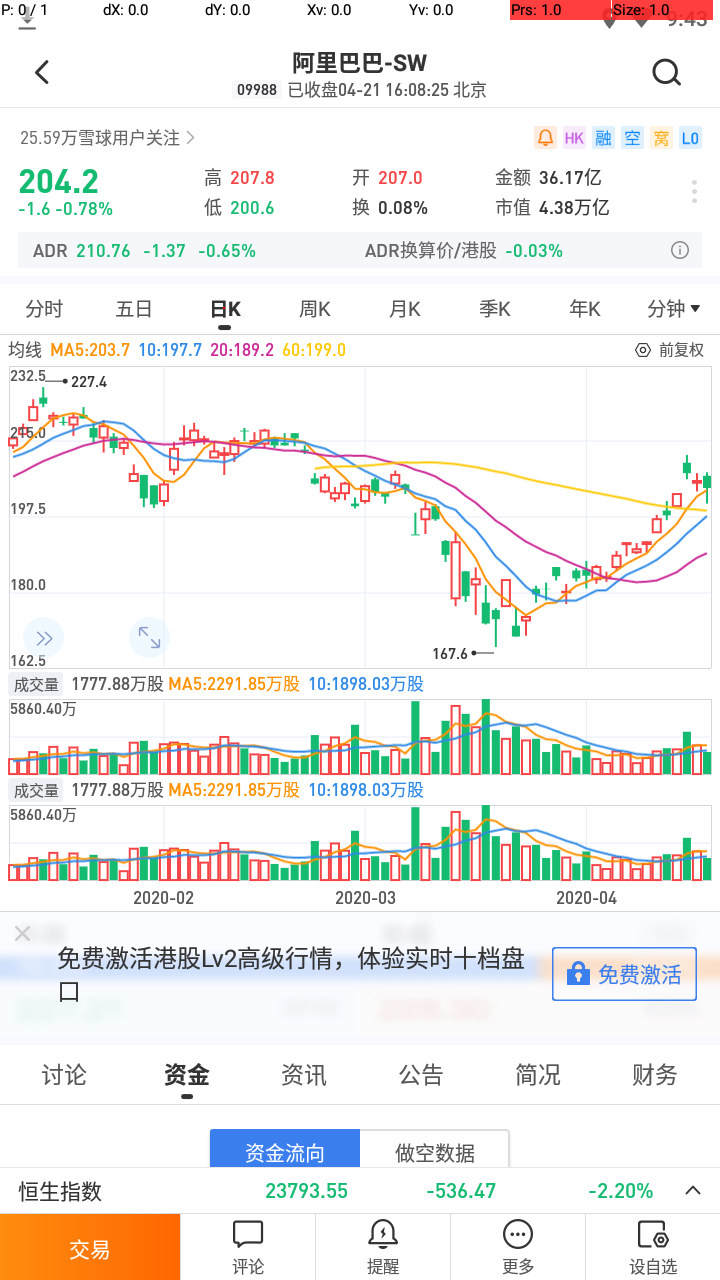 P: 0 / 1 dX: 0.0 dY: 0.0 Xv: 0.0 Yv: 0.0 Prs: 1.0 Size: 1.0
9:43
阿里巴巴-SW
09988 已收盘04-21 16:08:25 北京
25.59万雪球用户关注 HK 融 空 窝 L0
204.2 高 207.8 开 207.0 金额 36.17亿
-1.6 -0.78% 低 200.6 换 0.08% 市值 4.38万亿
ADR 210.76 -1.37 -0.65% ADR换算价/港股 -0.03%
分时 五日 日K 周K 月K 季K 年K 分钟
均线 MA5:203.7 10:197.7 20:189.2 60:199.0 前复权
232.5 227.4
215.0
197.5
180.0
167.6
162.5
成交量 1777.88万股 MA5:2291.85万股 10:1898.03万股
5860.40万
成交量 1777.88万股 MA5:2291.85万股 10:1898.03万股
5860.40万
2020-02 2020-03 2020-04
免费激活港股Lv2高级行情，体验实时十档盘
口
免费激活
讨论 资金 资讯 公告 简况 财务
资金流向 做空数据
恒生指数 23793.55 -536.47 -2.20%
交易 评论 提醒 更多 设自选